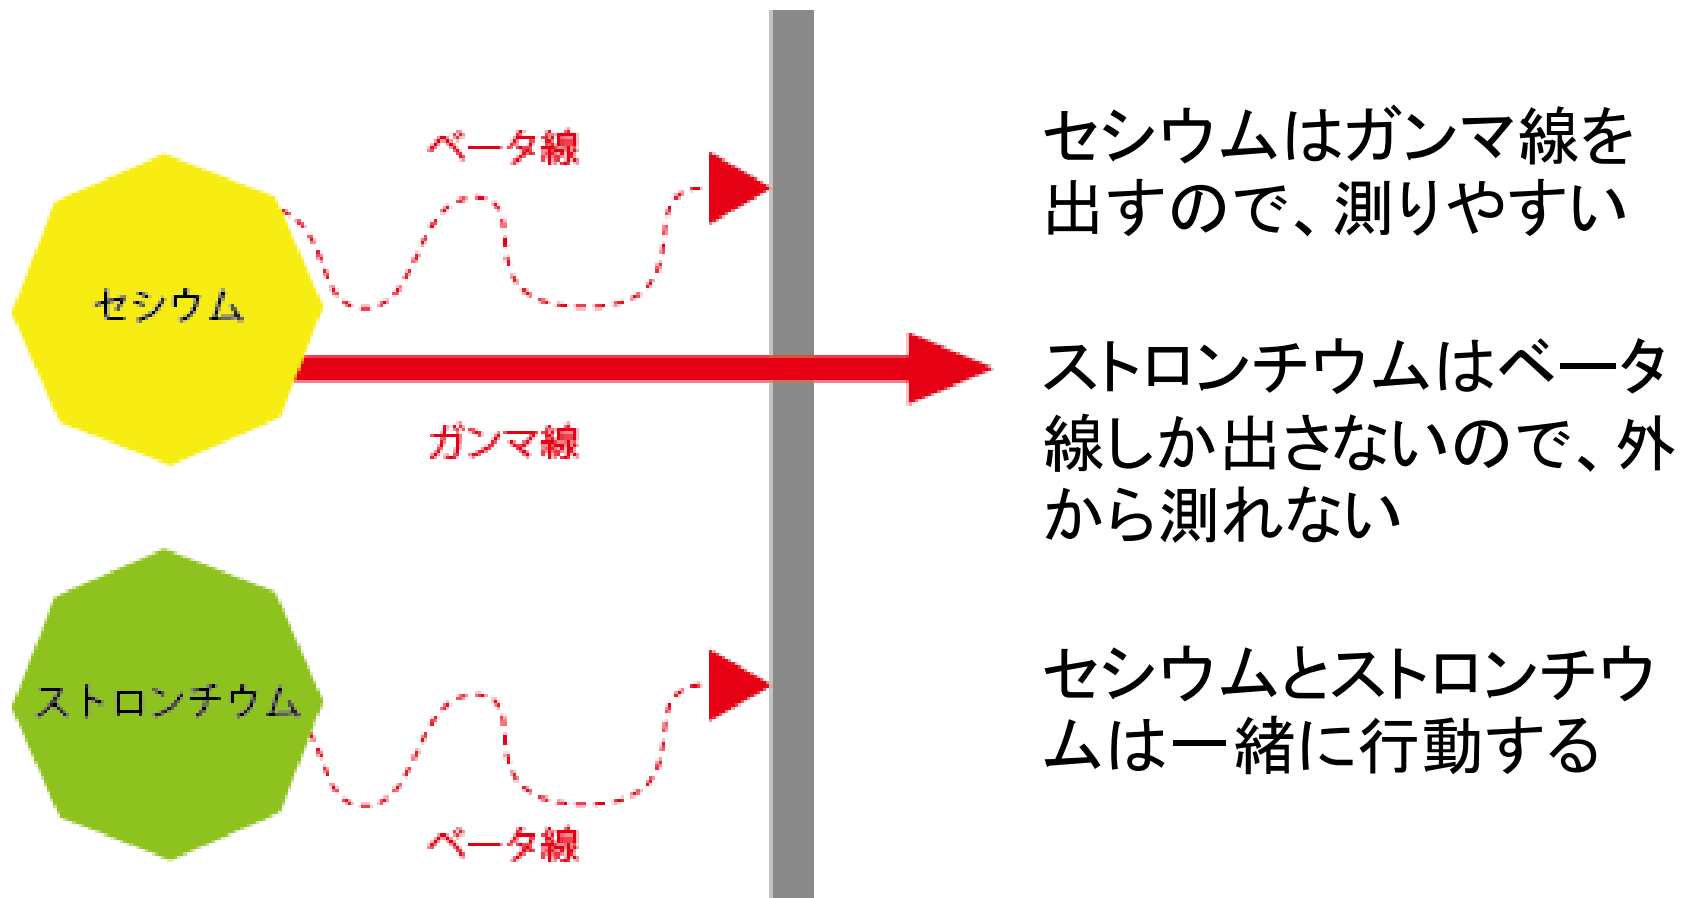 ベータ線
セシウム
ガンマ線
ストロンチウム
ベータ線
セシウムはガンマ線を
出すので、測りやすい
ストロンチウムはベータ
線しか出さないので、外
から測れない
セシウムとストロンチウ
ムは一緒に行動する